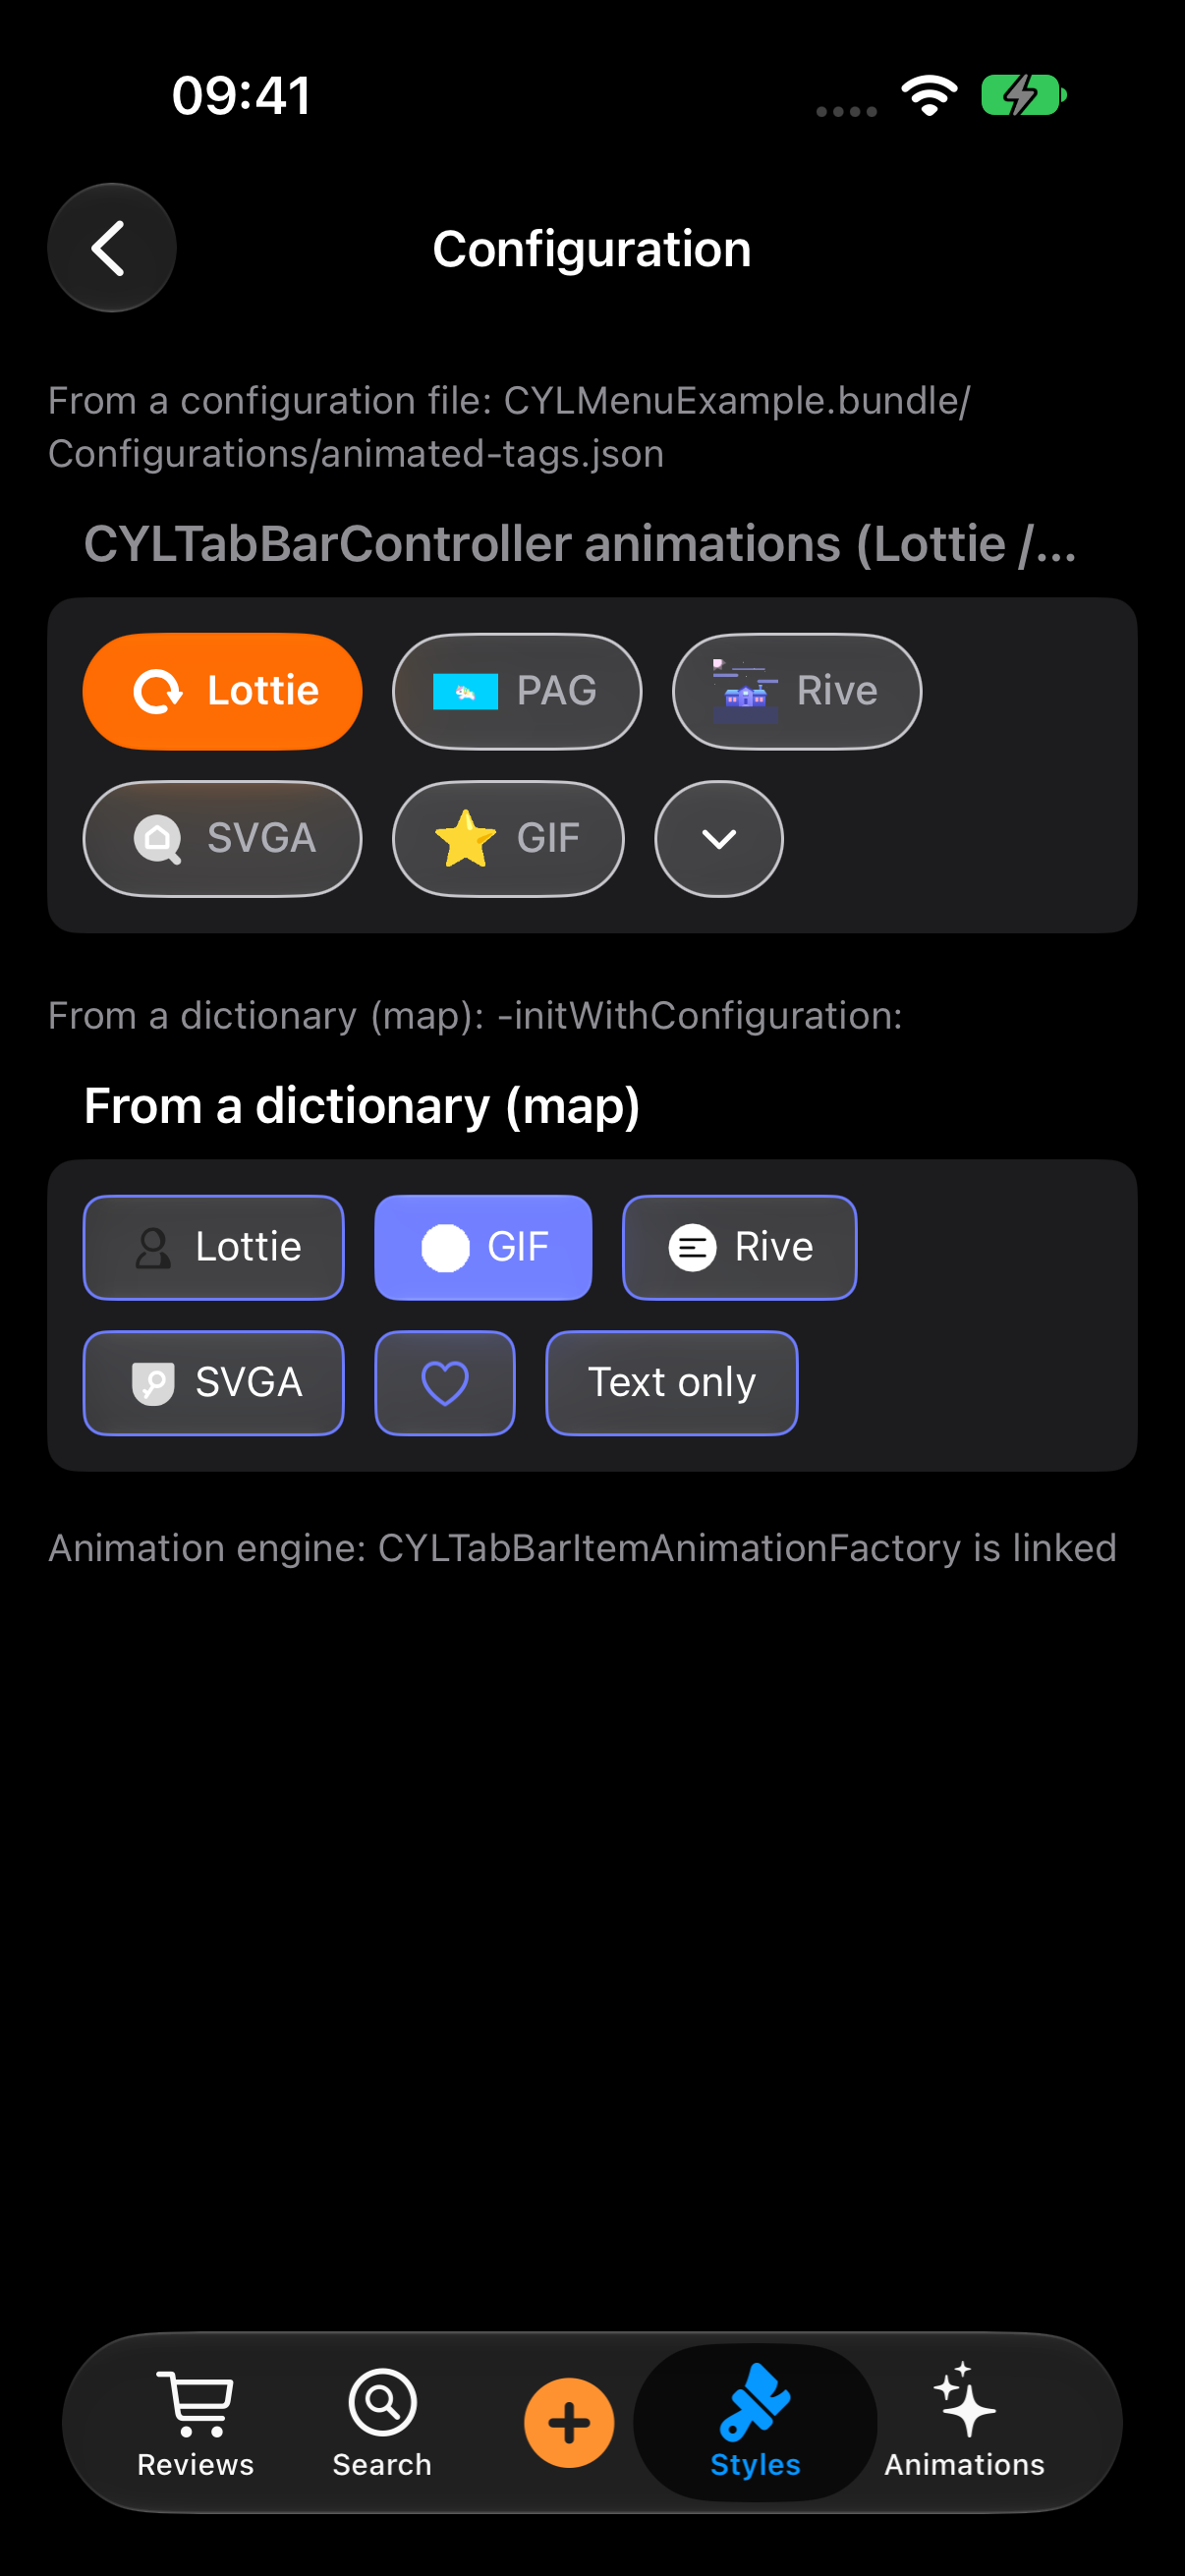 09:41
Configuration
From a configuration file: CYLMenuExample.bundle/
Configurations/animated-tags.json
CYLTabBarController animations (Lottie /...
Lottie
PAG
Rive
SVGA
GIF
From a dictionary (map): -initWithConfiguration:
From a dictionary (map)
Lottie
GIF
Rive
SVGA
Text only
Animation engine: CYLTabBarItemAnimationFactory is linked
Reviews
Search
Styles
Animations